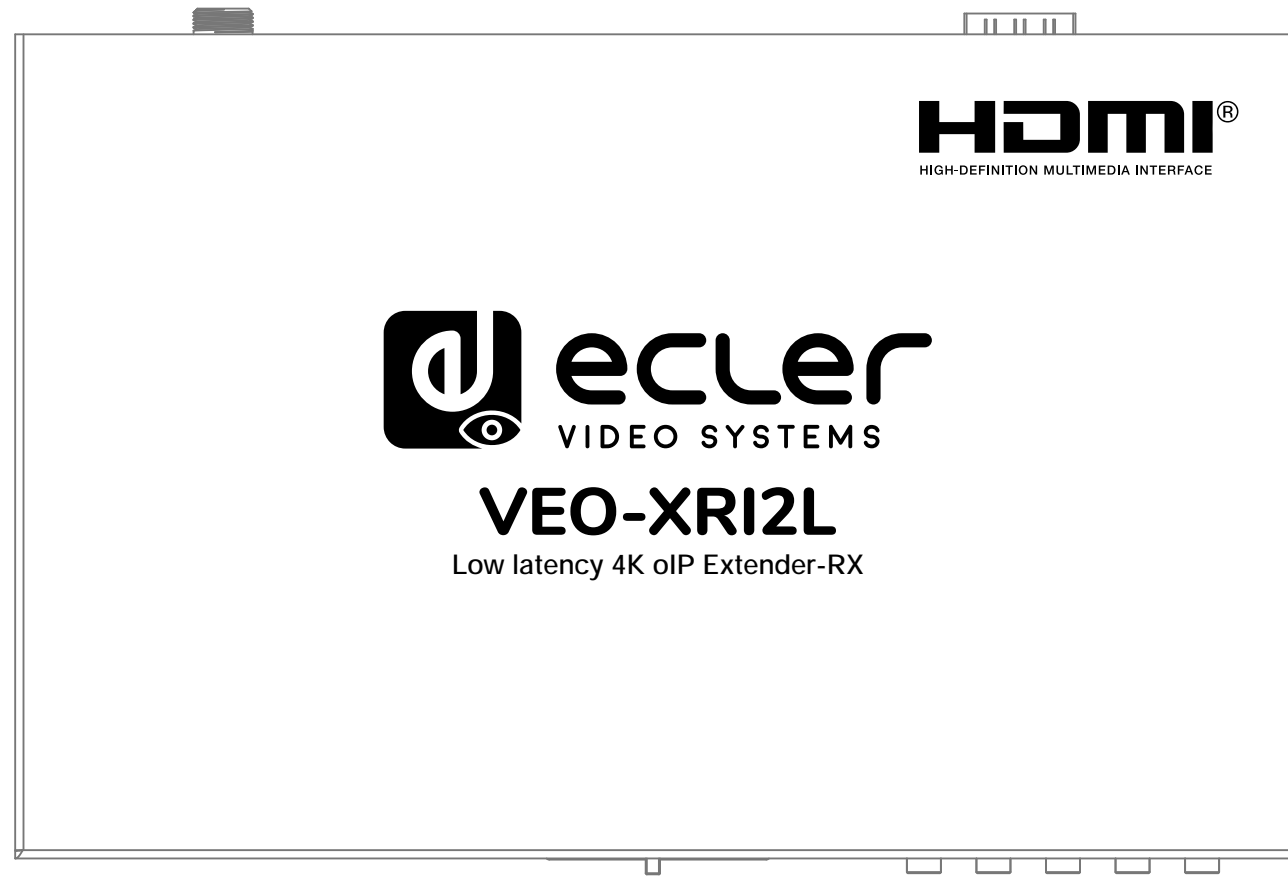 HDMI®
HIGH-DEFINITION MULTIMEDIA INTERFACE
ecler
VIDEO SYSTEMS
VEO-XRI2L
Low latency 4K oIP Extender-RX